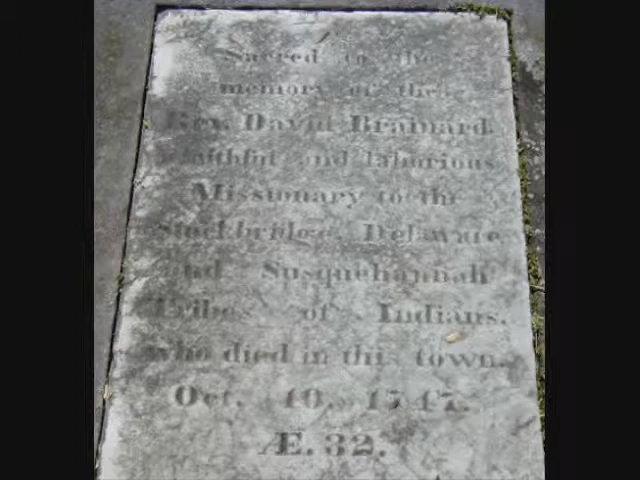 Sacred to the
memory of the
Rev. David Brainard.
A faithful and laborious
Missionary to the
Stockbridge, Delaware
and Susquehannah
Tribes of Indians,
who died in this town.
Oct. 10, 1747.
Æ. 32.